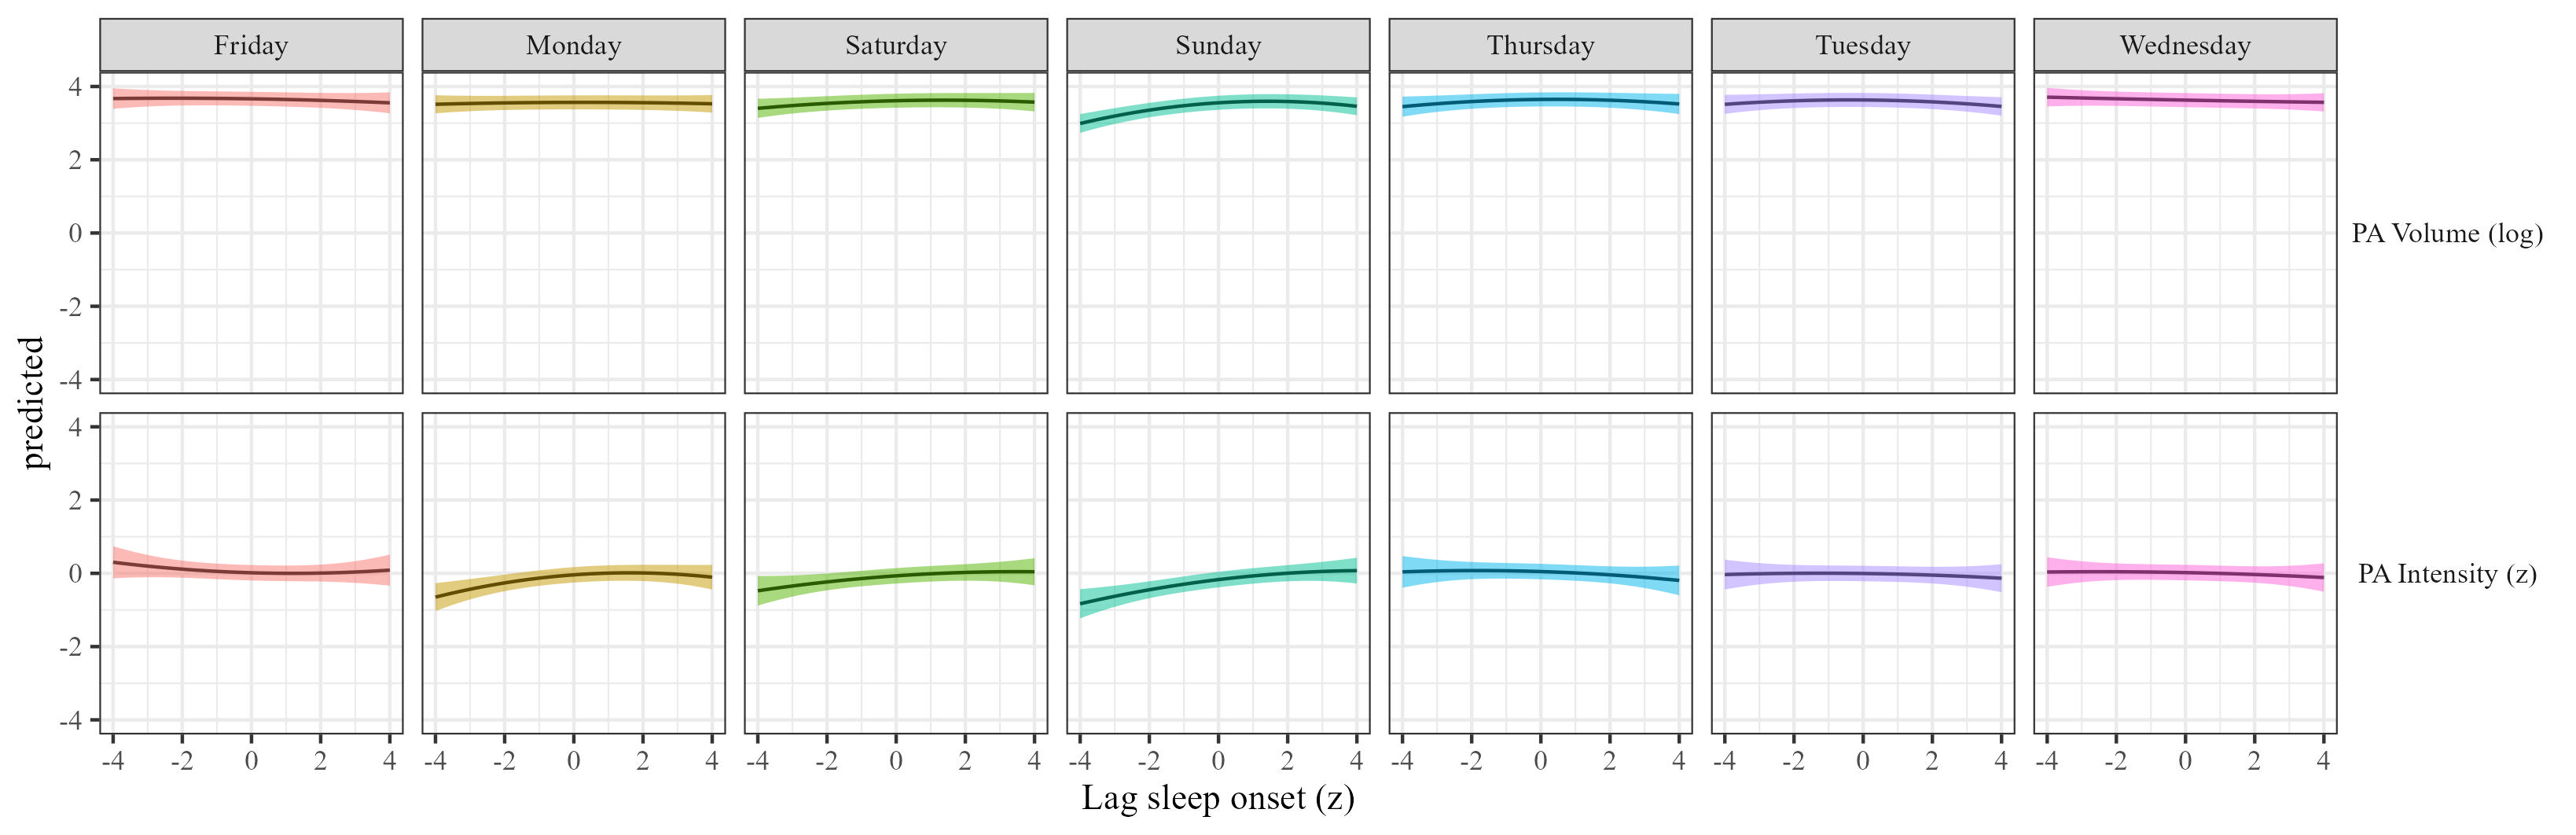 Friday Monday Saturday Sunday Thursday Tuesday Wednesday
4
2
0
-2
-4
PA Volume (log)
predicted
4
2
0
-2
-4
PA Intensity (z)
-4 -2 0 2 4 -4 -2 0 2 4 -4 -2 0 2 4 -4 -2 0 2 4 -4 -2 0 2 4 -4 -2 0 2 4 -4 -2 0 2 4
Lag sleep onset (z)